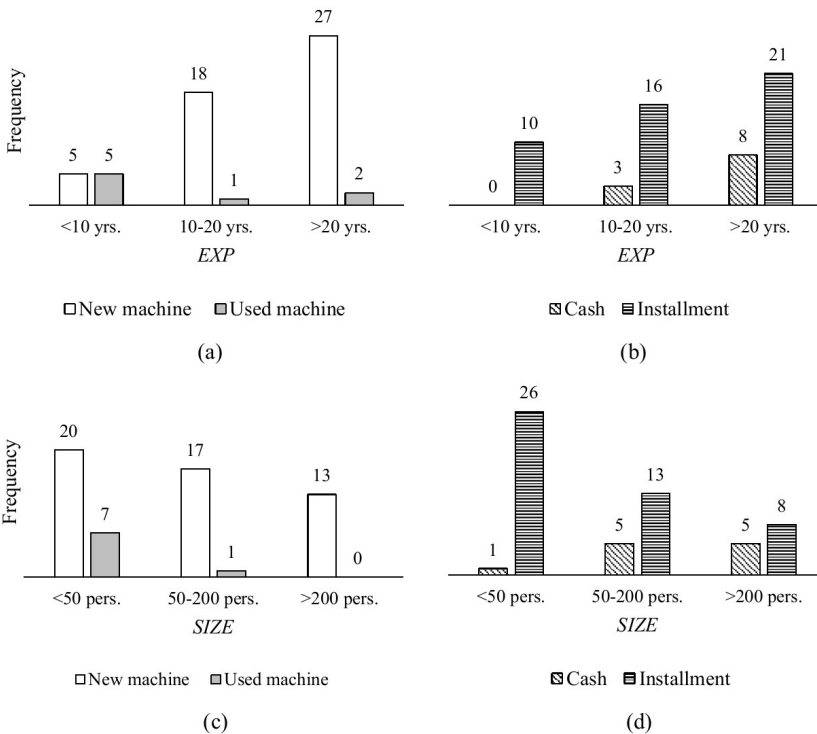 27
18
5 5
1
2
Frequency
<10 yrs. 10-20 yrs. >20 yrs.
EXP
New machine Used machine
(a)
21
16
10
8
3
0
<10 yrs. 10-20 yrs. >20 yrs.
EXP
Cash Installment
(b)
20
17
13
7
1
0
Frequency
<50 pers. 50-200 pers. >200 pers.
SIZE
New machine Used machine
(c)
26
13
8
5 5
1
<50 pers. 50-200 pers. >200 pers.
SIZE
Cash Installment
(d)